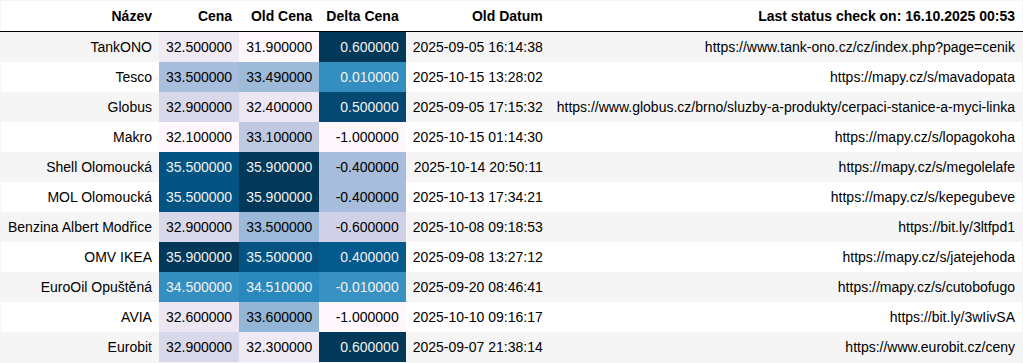 Název Cena Old Cena Delta Cena Old Datum Last status check on: 16.10.2025 00:53
TankONO 32.500000 31.900000 0.600000 2025-09-05 16:14:38 https://www.tank-ono.cz/cz/index.php?page=cenik
Tesco 33.500000 33.490000 0.010000 2025-10-15 13:28:02 https://mapy.cz/s/mavadopata
Globus 32.900000 32.400000 0.500000 2025-09-05 17:15:32 https://www.globus.cz/brno/sluzby-a-produkty/cerpaci-stanice-a-myci-linka
Makro 32.100000 33.100000 -1.000000 2025-10-15 01:14:30 https://mapy.cz/s/lopagokoha
Shell Olomoucká 35.500000 35.900000 -0.400000 2025-10-14 20:50:11 https://mapy.cz/s/megolelafe
MOL Olomoucká 35.500000 35.900000 -0.400000 2025-10-13 17:34:21 https://mapy.cz/s/kepegubeve
Benzina Albert Modřice 32.900000 33.500000 -0.600000 2025-10-08 09:18:53 https://bit.ly/3ltfpd1
OMV IKEA 35.900000 35.500000 0.400000 2025-09-08 13:27:12 https://mapy.cz/s/jatejehoda
EuroOil Opuštěná 34.500000 34.510000 -0.010000 2025-09-20 08:46:41 https://mapy.cz/s/cutobofugo
AVIA 32.600000 33.600000 -1.000000 2025-10-10 09:16:17 https://bit.ly/3wIivSA
Eurobit 32.900000 32.300000 0.600000 2025-09-07 21:38:14 https://www.eurobit.cz/ceny